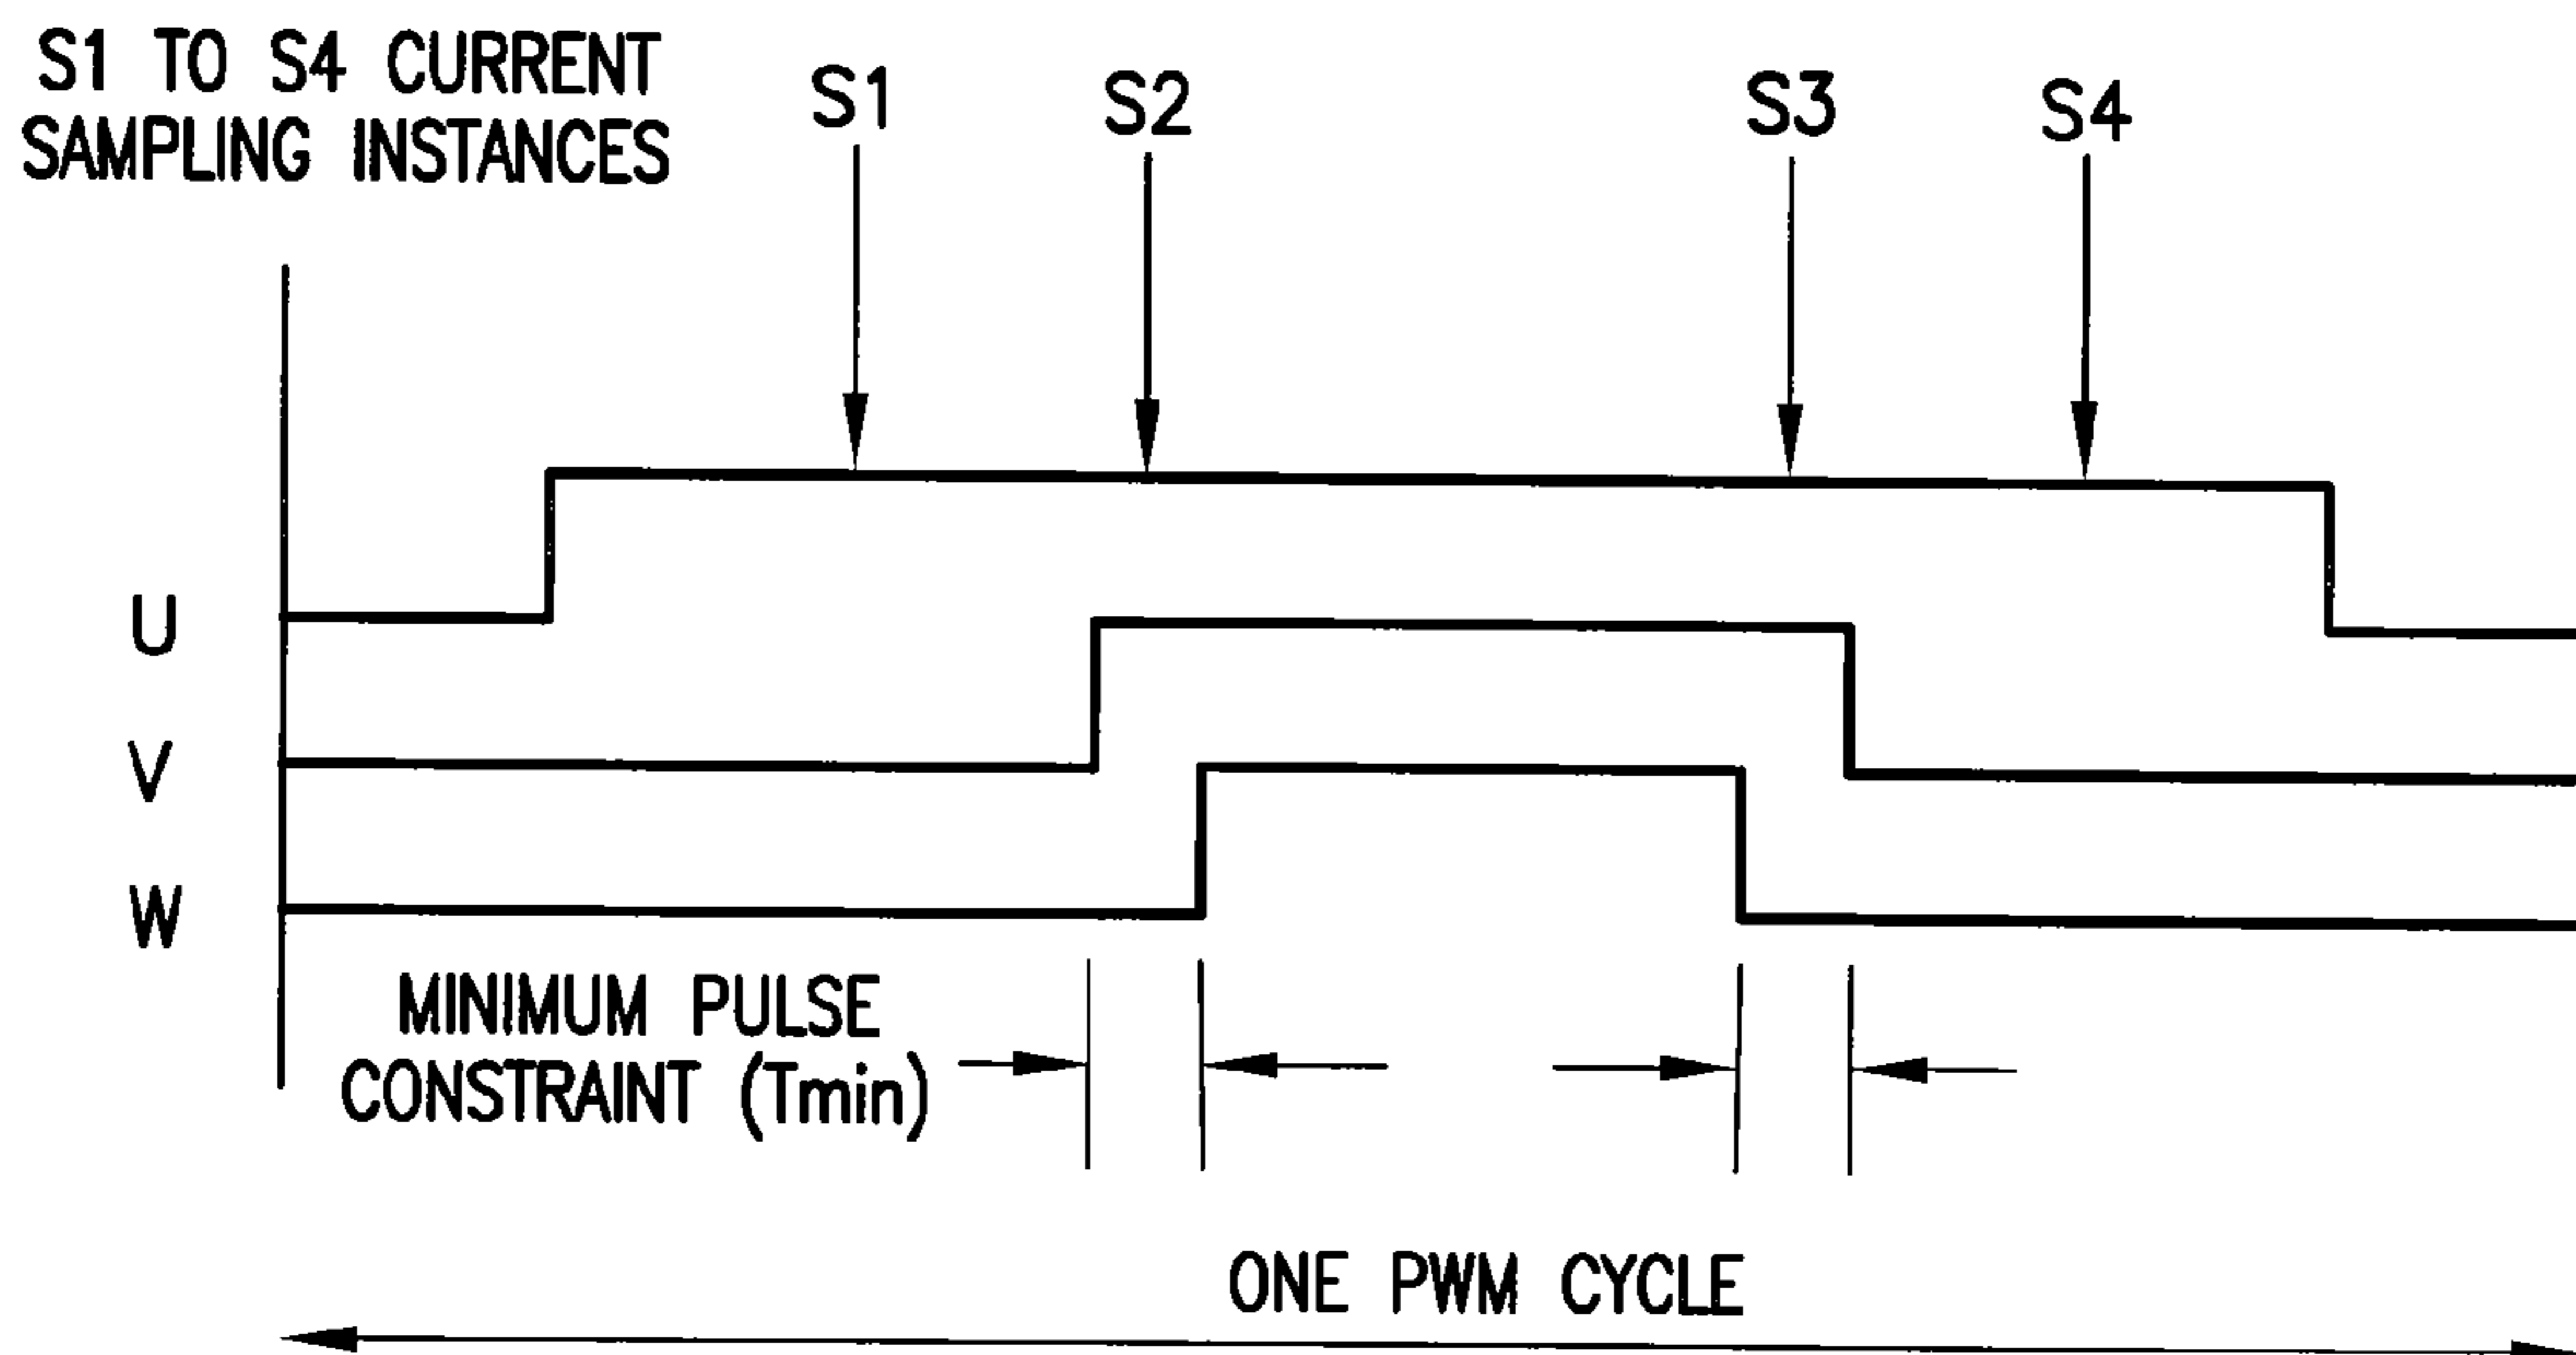 S1 TO S4 CURRENT
SAMPLING INSTANCES
S1
S2
S3
S4
U
V
W
MINIMUM PULSE
CONSTRAINT (Tmin)
ONE PWM CYCLE